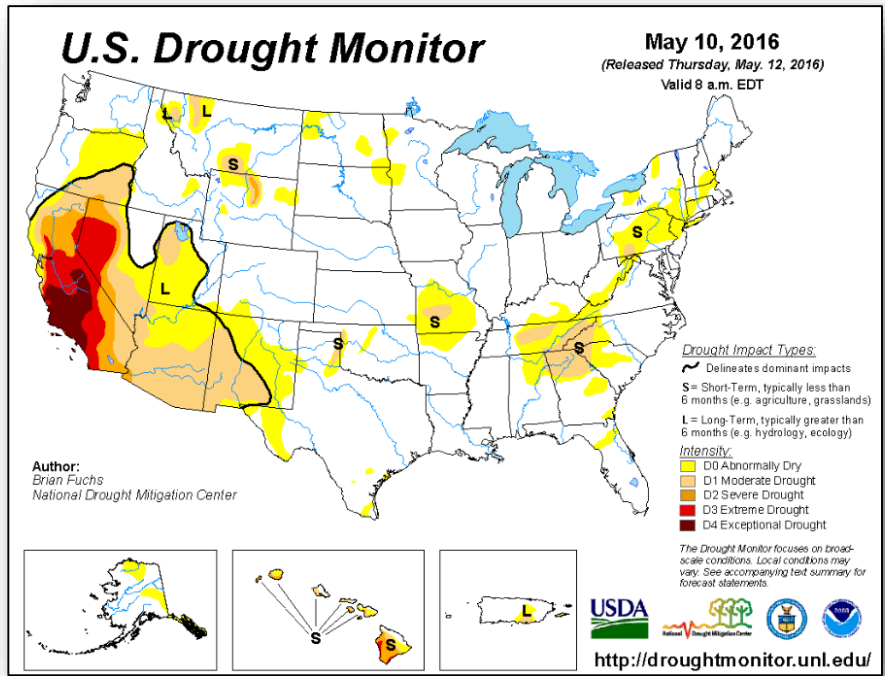 U.S. Drought Monitor
May 10, 2016
(Released Thursday, May. 12, 2016)
Valid 8 a.m. EDT
L
L
S
L
S
S
S
S
Drought Impact Types:
Delineates dominant impacts
S = Short-Term, typically less than
6 months (e.g. agriculture, grasslands)
L = Long-Term, typically greater than
6 months (e.g. hydrology, ecology)
Intensity:
D0 Abnormally Dry
D1 Moderate Drought
D2 Severe Drought
D3 Extreme Drought
D4 Exceptional Drought
Author:
Brian Fuchs
National Drought Mitigation Center
The Drought Monitor focuses on broad-
scale conditions. Local conditions may
vary. See accompanying text summary for
forecast statements.
S
S
L
USDA
National Drought Mitigation Center
http://droughtmonitor.unl.edu/